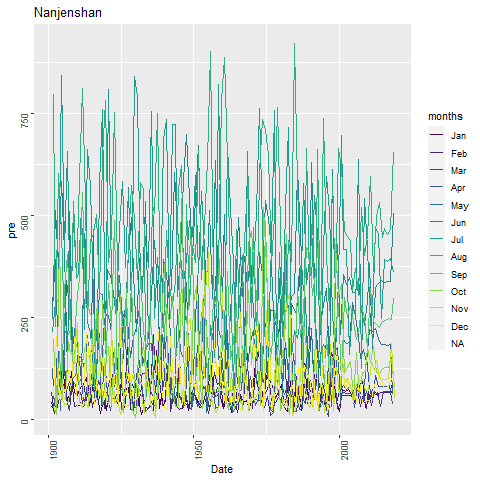 Nanjenshan
pre
750
500
250
0
1900
1950
2000
Date
months
Jan
Feb
Mar
Apr
May
Jun
Jul
Aug
Sep
Oct
Nov
Dec
NA